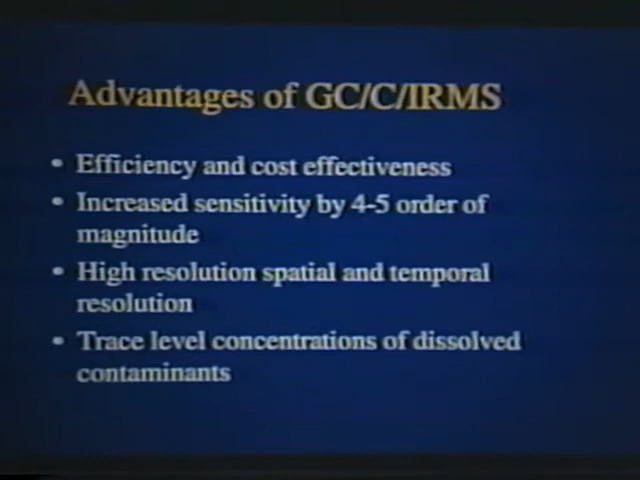 Advantages of GC/C/IRMS
• Efficiency and cost effectiveness
• Increased sensitivity by 4-5 order of
magnitude
• High resolution spatial and temporal
resolution
• Trace level concentrations of dissolved
contaminants